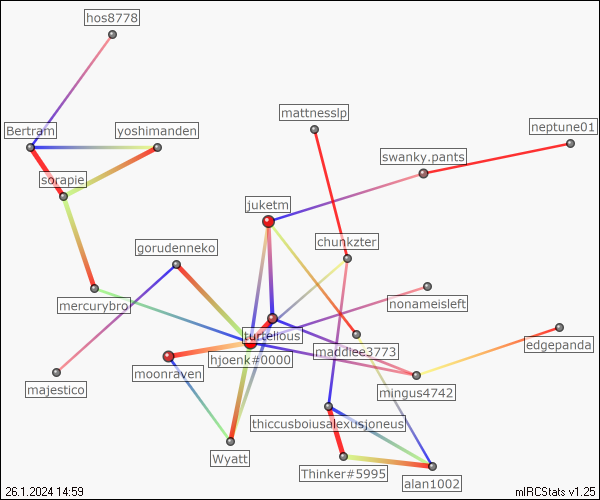 hos8778
mattnesslp
Bertram
yoshimanden
neptune01
swanky.pants
sorapie
juketm
gorudenneko
chunkzter
mercurybro
nonameisleft
turtellous
edgepanda
hjoenk#0000
maddiee3773
moonraven
majestico
mingus4742
thiccusboiusalexusjoneus
Wyatt
Thinker#5995
alan1002
26.1.2024 14:59
mIRCStats v1.25